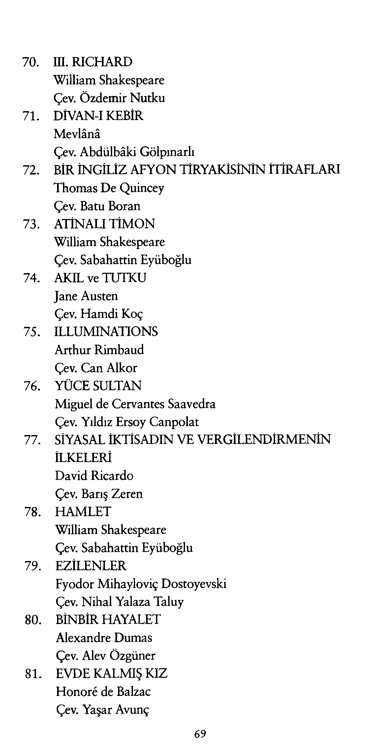 70. III. RICHARD
William Shakespeare
Çev. Özdemir Nutku
71. DİVAN-I KEBİR
Mevlânâ
Çev. Abdülbâki Gölpınarlı
72. BİR İNGİLİZ AFYON TİRYAKİSİNİN İTİRAFLARI
Thomas De Quincey
Çev. Batu Boran
73. ATİNALI TİMON
William Shakespeare
Çev. Sabahattin Eyüboğlu
74. AKIL ve TUTKU
Jane Austen
Çev. Hamdi Koç
75. ILLUMINATIONS
Arthur Rimbaud
Çev. Can Alkor
76. YÜCE SULTAN
Miguel de Cervantes Saavedra
Çev. Yıldız Ersoy Canpolat
77. SİYASAL İKTİSADIN VE VERGİLENDİRMENİN
İLKELERİ
David Ricardo
Çev. Barış Zeren
78. HAMLET
William Shakespeare
Çev. Sabahattin Eyüboğlu
79. EZİLENLER
Fyodor Mihayloviç Dostoyevski
Çev. Nihal Yalaza Taluy
80. BİNBİR HAYALET
Alexandre Dumas
Çev. Alev Özgüner
81. EVDE KALMIŞ KIZ
Honoré de Balzac
Çev. Yaşar Avunç
69